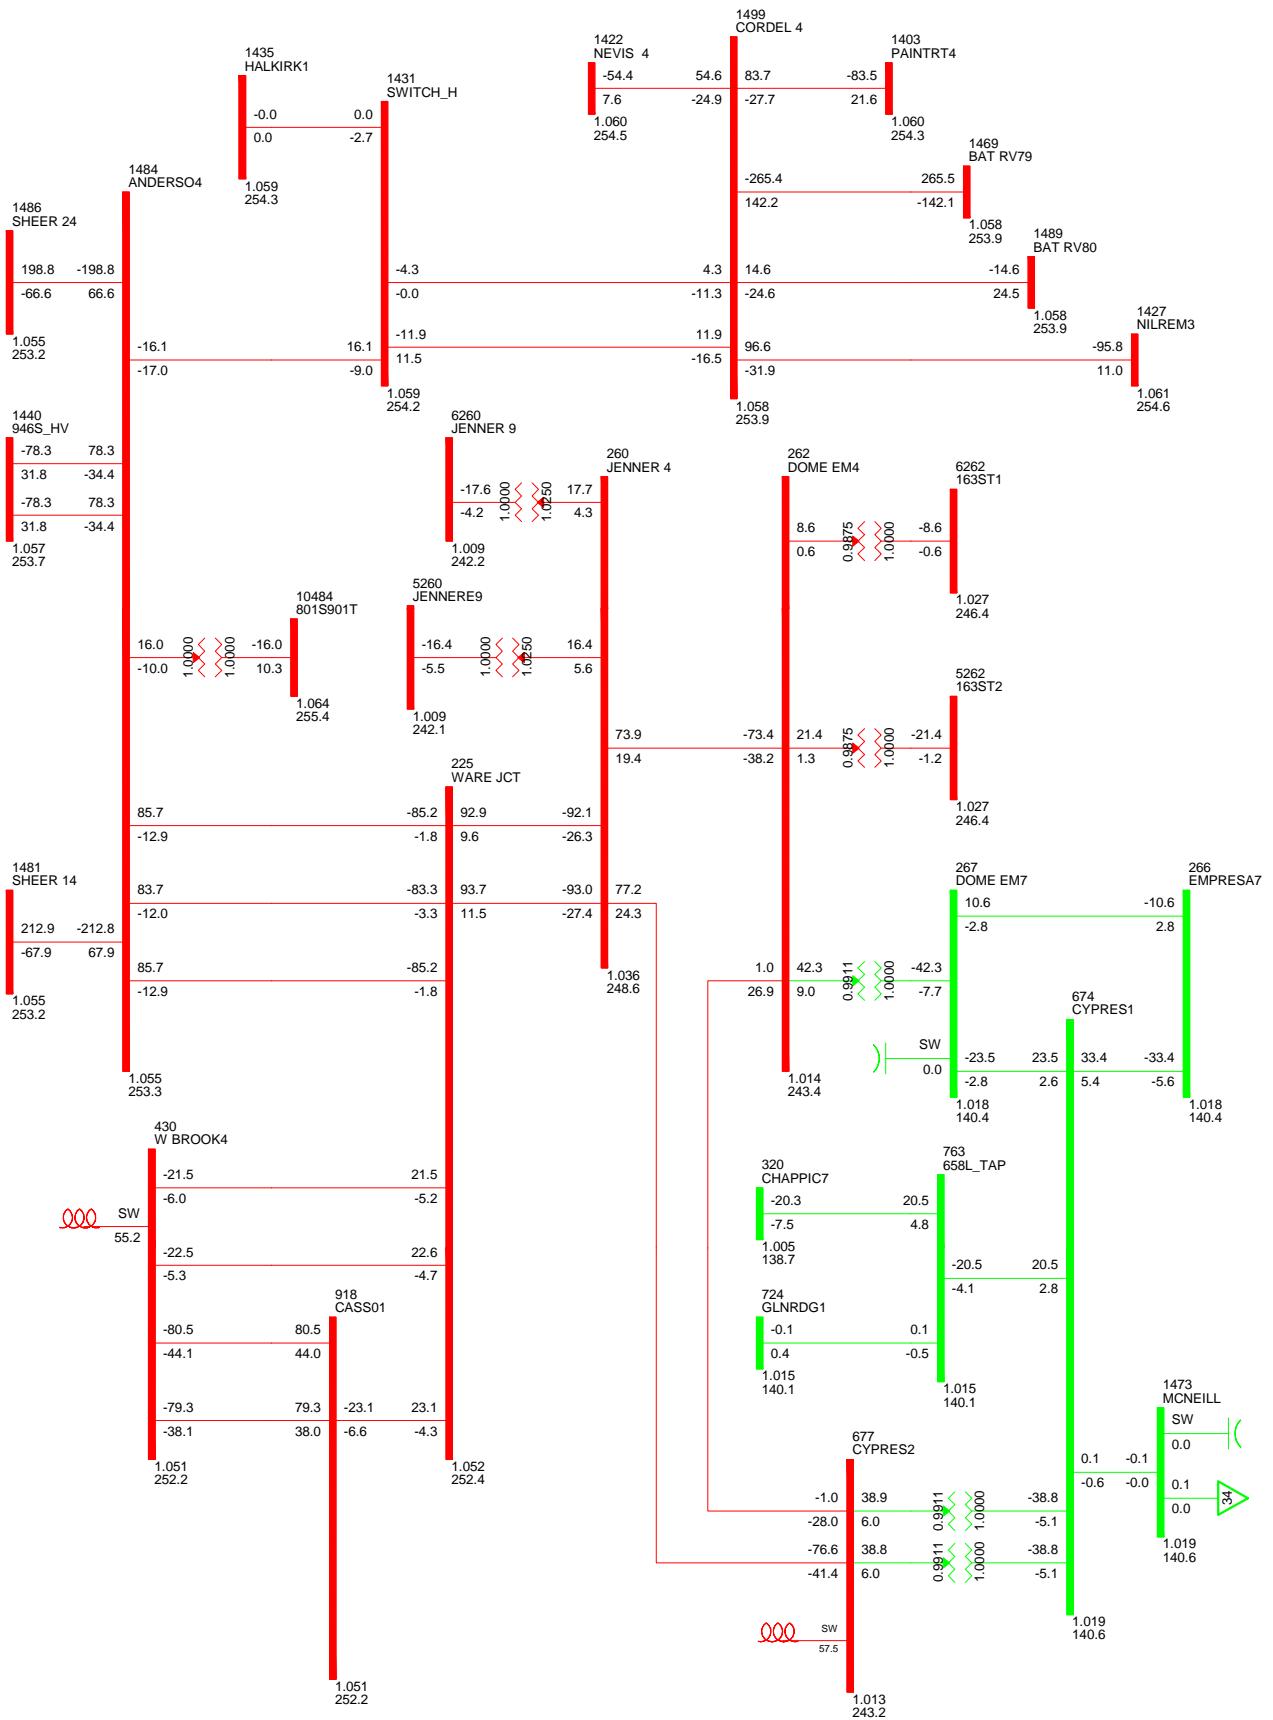 1499
CORDEL 4
1422
NEVIS  4
1403
PAINTRT4
1435
HALKIRK1
1431
SWITCH_H
-54.4 54.6 83.7 -83.5
7.6 -24.9 -27.7 21.6
-0.0 0.0
0.0 -2.7
1.060
254.5
1.060
254.3
1469
BAT RV79
1484
ANDERSO4
1.059
254.3
-265.4 265.5
142.2 -142.1
1486
SHEER 24
1.058
253.9
1489
BAT RV80
198.8 -198.8
-66.6 66.6
-4.3 4.3 14.6 -14.6
-0.0 -11.3 -24.6 24.5
1.058
253.9
1427
NILREM3
1.055
253.2
-16.1 16.1
-17.0 -9.0
-11.9 11.9
11.5 -16.5
96.6 -95.8
-31.9 11.0
1.059
254.2
1.058
253.9
1.061
254.6
1440
946S_HV
6260
JENNER 9
260
JENNER 4
262
DOME EM4
6262
163ST1
-78.3 78.3
31.8 -34.4
-78.3 78.3
31.8 -34.4
-17.6 1.0000 1.0250 17.7
-4.2 4.3
8.6 0.9875 1.0000 -8.6
0.6 -0.6
1.057
253.7
1.009
242.2
1.027
246.4
10484
801S901T
5260
JENNERE9
16.0 1.0000 1.0000 -16.0
-10.0 10.3
-16.4 1.0000 1.0250 16.4
-5.5 5.6
1.064
255.4
1.009
242.1
5262
163ST2
73.9 -73.4 21.4 0.9875 1.0000 -21.4
19.4 -38.2 1.3 -1.2
225
WARE JCT
1.027
246.4
85.7 -85.2 92.9 -92.1
-12.9 -1.8 9.6 -26.3
1481
SHEER 14
267
DOME EM7
266
EMPRESA7
83.7 -83.3 93.7 -93.0 77.2
-12.0 -3.3 11.5 -27.4 24.3
10.6 -10.6
-2.8 2.8
212.9 -212.8
-67.9 67.9
85.7 -85.2
-12.9 -1.8
1.036
248.6
1.0 42.3 0.9911 1.0000 -42.3
26.9 9.0 -7.7
1.055
253.2
674
CYPRES1
SW
0.0
-23.5 23.5 33.4 -33.4
-2.8 2.6 5.4 -5.6
1.055
253.3
1.014
243.4
1.018
140.4
1.018
140.4
430
W BROOK4
320
CHAPPIC7
763
658L_TAP
-21.5 21.5
-6.0 -5.2
SW
55.2
-20.3 20.5
-7.5 4.8
1.005
138.7
-22.5 22.6
-5.3 -4.7
-20.5 20.5
-4.1 2.8
918
CASS01
724
GLNRDG1
-80.5 80.5
-44.1 44.0
-0.1 0.1
0.4 -0.5
1.015
140.1
1.015
140.1
-79.3 79.3 -23.1 23.1
-38.1 38.0 -6.6 -4.3
1.051
252.2
1.052
252.4
1473
MCNEILL
SW
0.0
677
CYPRES2
0.1 -0.1
-0.6 -0.0
0.1
0.0
34
-1.0 38.9 0.9911 1.0000 -38.8
-28.0 6.0 -5.1
1.019
140.6
-76.6 38.8 0.9911 1.0000 -38.8
-41.4 6.0 -5.1
SW
57.5
1.019
140.6
1.051
252.2
1.013
243.2